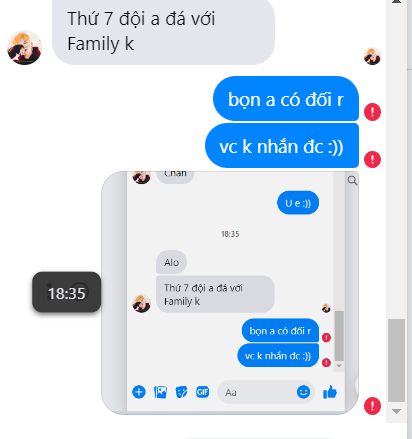 Thứ 7 đội a đá với
Family k
bọn a có đối r
vc k nhắn đc :))
Chán
U e :))
18:35
Alo
18:35
Thứ 7 đội a đá với
Family k
bọn a có đối r
vc k nhắn đc :))
GIF
Aa